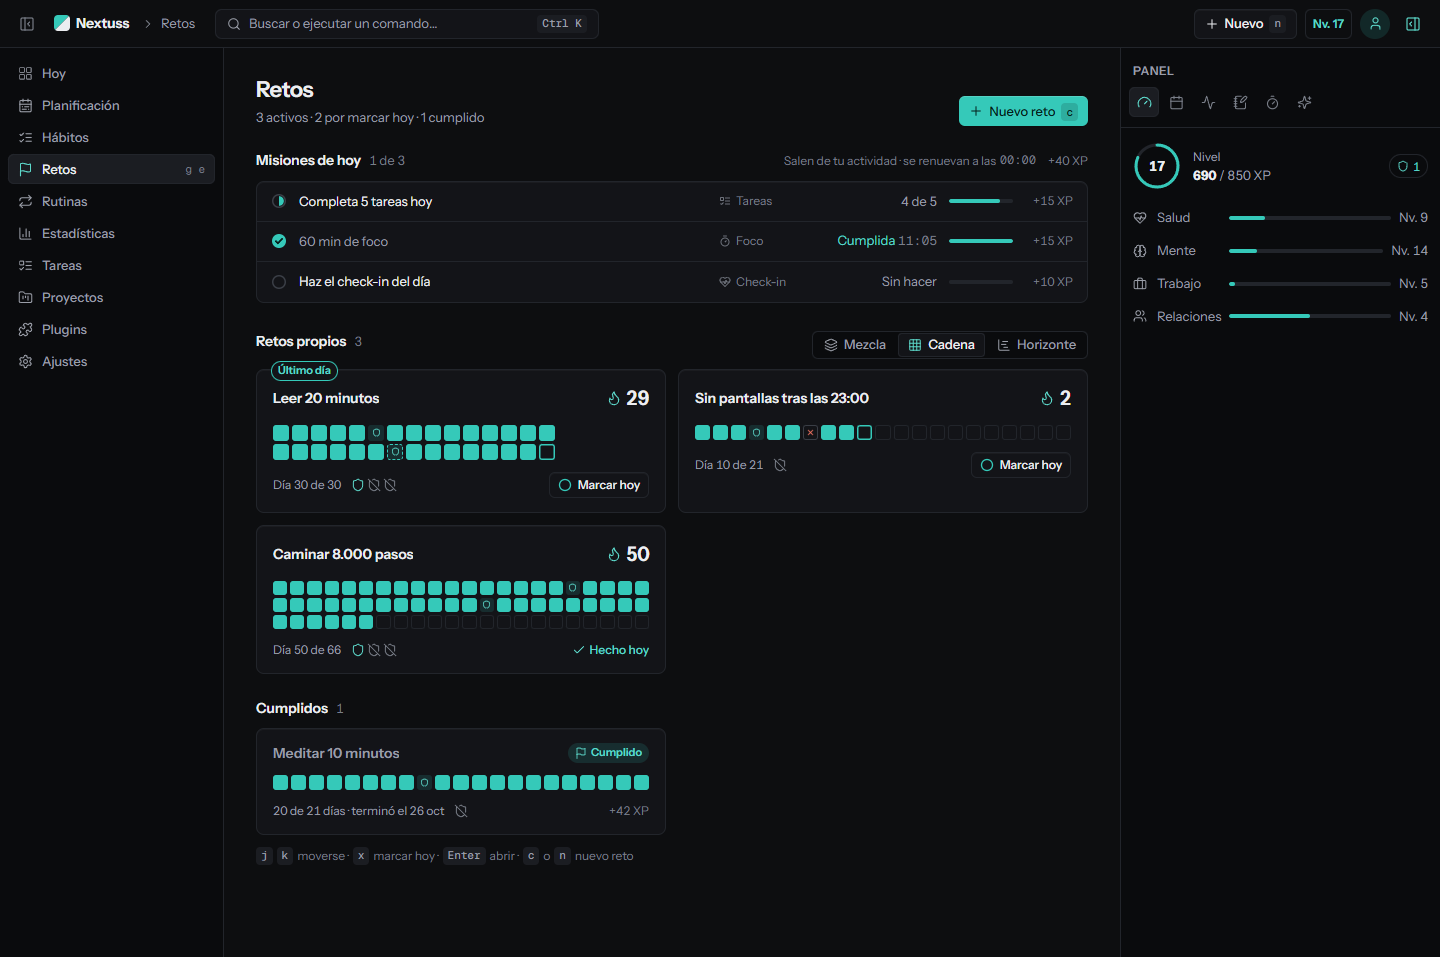 Nextuss
Retos
Buscar o ejecutar un comando...
Ctrl K
Nuevo n
Nv. 17
Hoy
Planificación
Hábitos
Retos g e
Rutinas
Estadísticas
Tareas
Proyectos
Plugins
Ajustes
Retos
3 activos · 2 por marcar hoy · 1 cumplido
Nuevo reto c
Misiones de hoy 1 de 3
Salen de tu actividad · se renuevan a las 00:00 +40 XP
Completa 5 tareas hoy Tareas 4 de 5 +15 XP
60 min de foco Foco Cumplida 11:05 +15 XP
Haz el check-in del día Check-in Sin hacer +10 XP
Retos propios 3
Mezcla Cadena Horizonte
Último día
Leer 20 minutos 29
Día 30 de 30 Marcar hoy
Sin pantallas tras las 23:00 2
Día 10 de 21 Marcar hoy
Caminar 8.000 pasos 50
Día 50 de 66 Hecho hoy
Cumplidos 1
Meditar 10 minutos Cumplido
20 de 21 días · terminó el 26 oct +42 XP
j k moverse · x marcar hoy · Enter abrir · c o n nuevo reto
PANEL
17
Nivel
690 / 850 XP
1
Salud Nv. 9
Mente Nv. 14
Trabajo Nv. 5
Relaciones Nv. 4